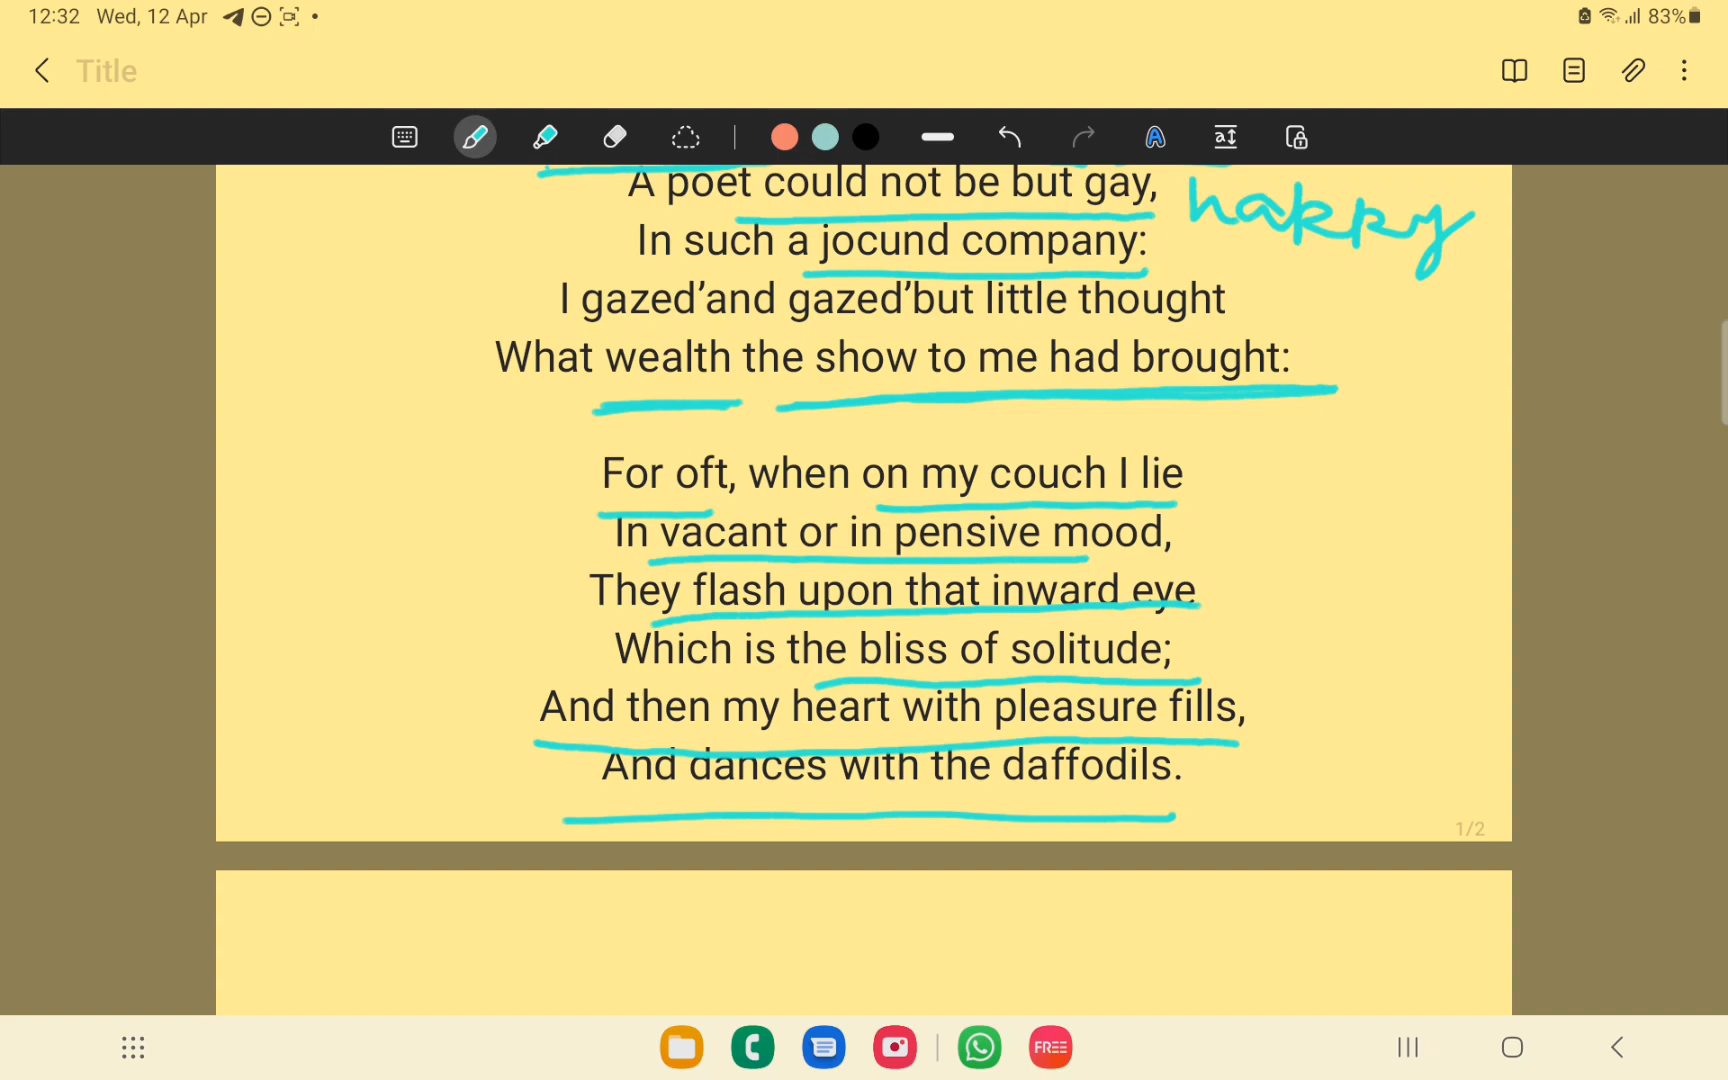 12:32 Wed, 12 Apr
83%
Title
A poet could not be but gay,
happy
In such a jocund company:
I gazed’and gazed’but little thought
What wealth the show to me had brought:
For oft, when on my couch I lie
In vacant or in pensive mood,
They flash upon that inward eye
Which is the bliss of solitude;
And then my heart with pleasure fills,
And dances with the daffodils.
1/2
FREE